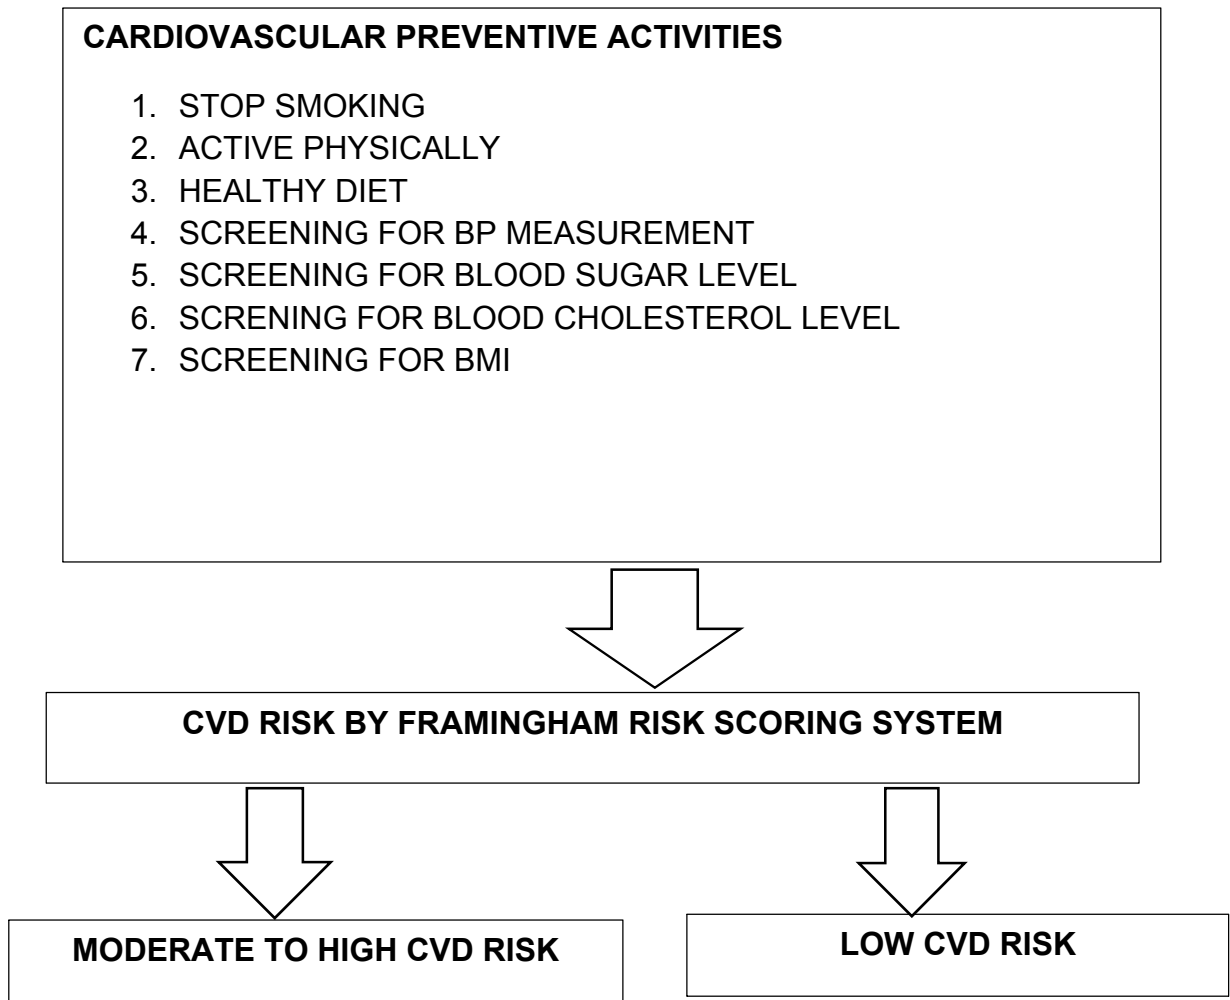 CARDIOVASCULAR PREVENTIVE ACTIVITIES
1. STOP SMOKING
2. ACTIVE PHYSICALLY
3. HEALTHY DIET
4. SCREENING FOR BP MEASUREMENT
5. SCREENING FOR BLOOD SUGAR LEVEL
6. SCRENING FOR BLOOD CHOLESTEROL LEVEL
7. SCREENING FOR BMI
CVD RISK BY FRAMINGHAM RISK SCORING SYSTEM
MODERATE TO HIGH CVD RISK
LOW CVD RISK